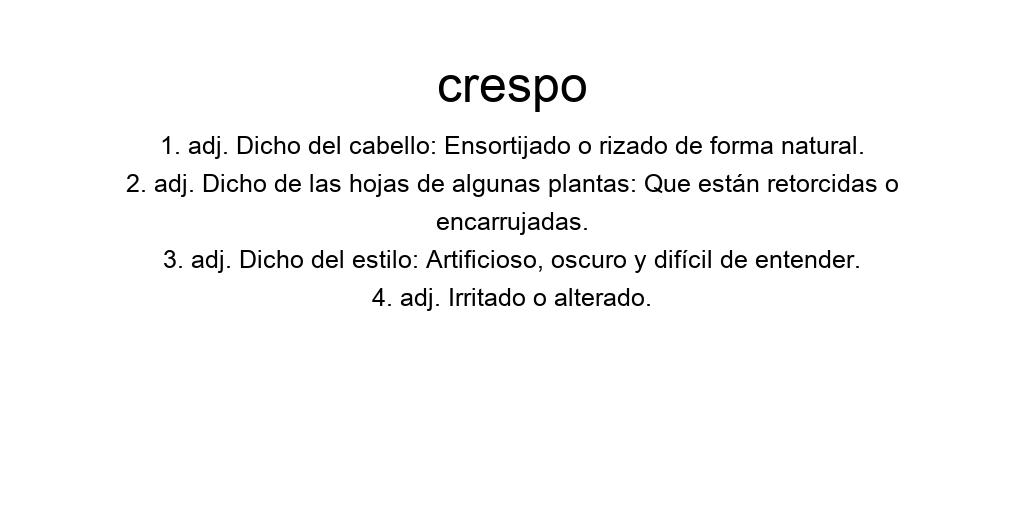 crespo
1. adj. Dicho del cabello: Ensortijado o rizado de forma natural.
2. adj. Dicho de las hojas de algunas plantas: Que están retorcidas o
encarrujadas.
3. adj. Dicho del estilo: Artificioso, oscuro y difícil de entender.
4. adj. Irritado o alterado.